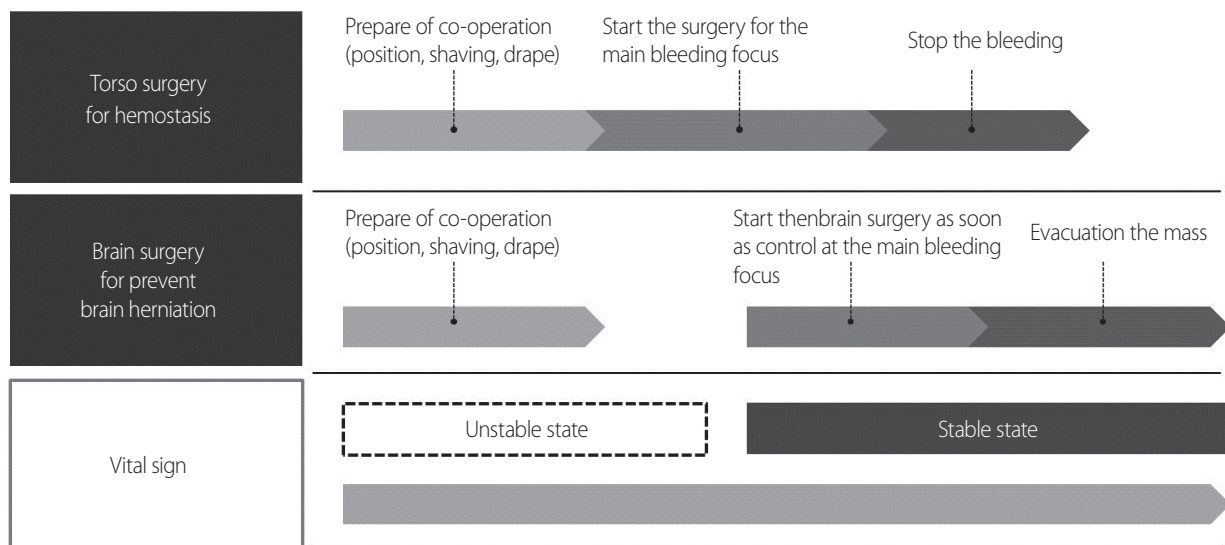 Torso surgery
for hemostasis
Prepare of co-operation
(position, shaving, drape)
Start the surgery for the
main bleeding focus
Stop the bleeding
Brain surgery
for prevent
brain herniation
Prepare of co-operation
(position, shaving, drape)
Start thenbrain surgery as soon
as control at the main bleeding
focus
Evacuation the mass
Vital sign
Unstable state
Stable state